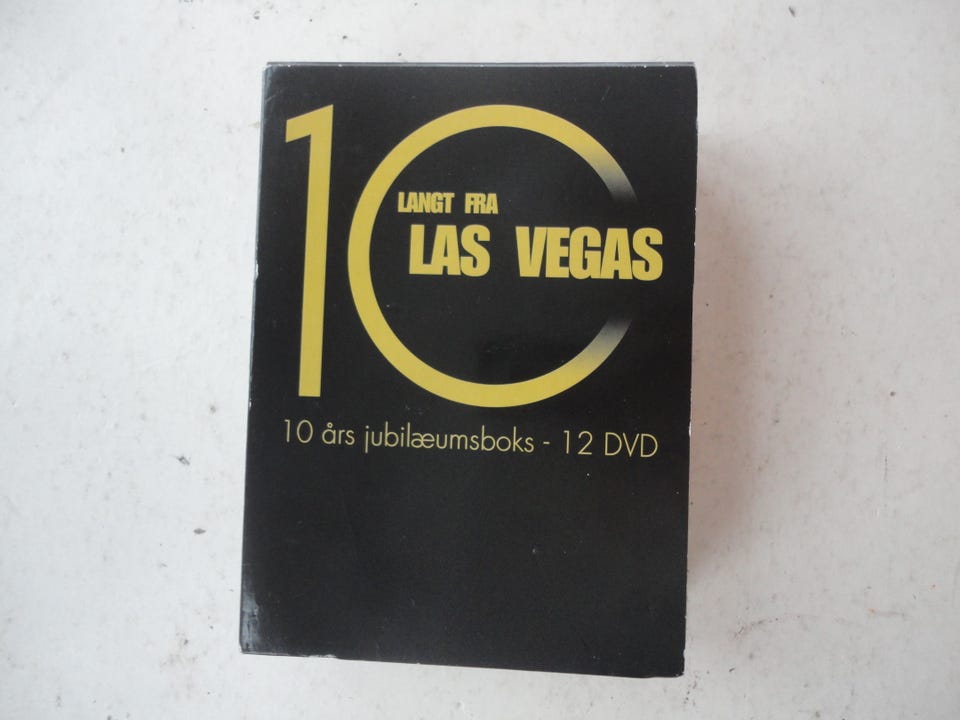 10
LANGT FRA
LAS VEGAS
10 års jubilæumsboks - 12 DVD